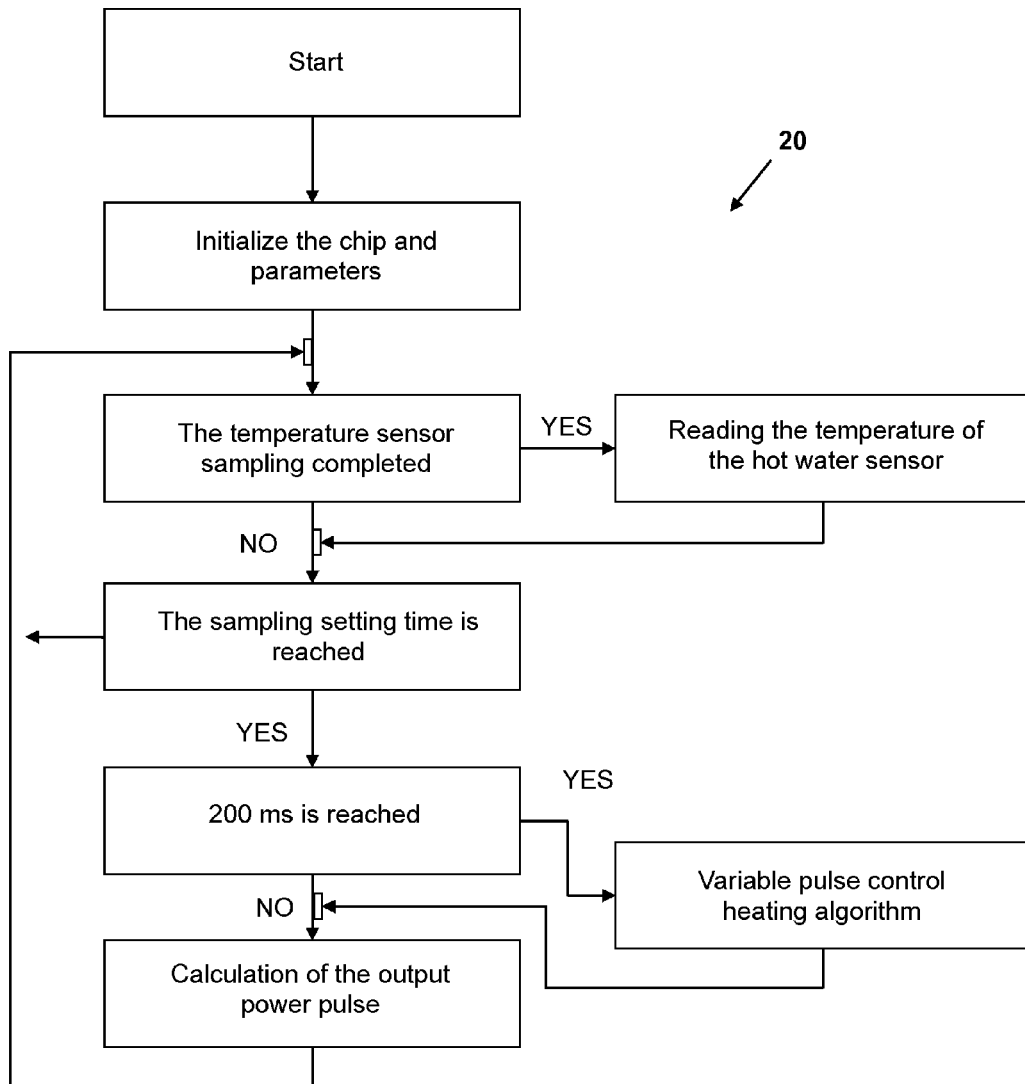 Start
20
Initialize the chip and
parameters
The temperature sensor
sampling completed
YES
Reading the temperature of
the hot water sensor
NO
The sampling setting time is
reached
YES
200 ms is reached
YES
Variable pulse control
heating algorithm
NO
Calculation of the output
power pulse